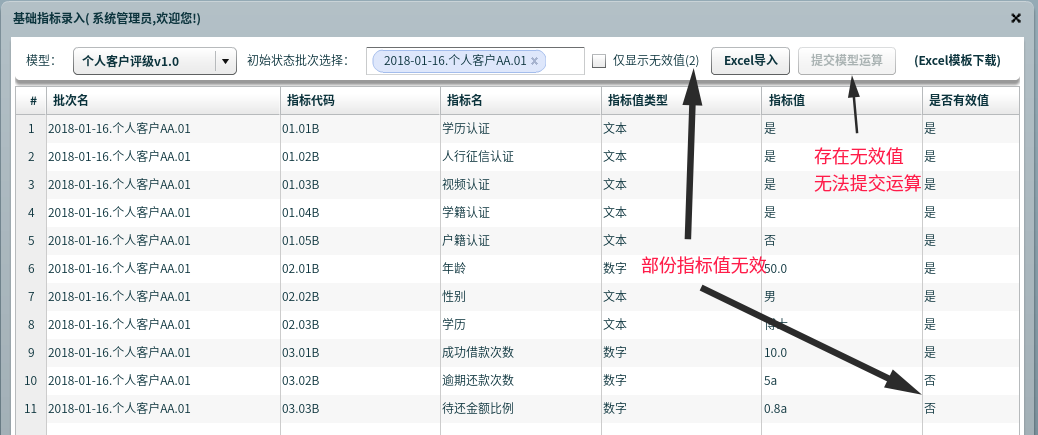 基础指标录入( 系统管理员,欢迎您!)
模型： 个人客户评级v1.0 初始状态批次选择： 2018-01-16.个人客户AA.01 仅显示无效值(2) Excel导入 提交模型运算 (Excel模板下载)
# 批次名 指标代码 指标名 指标值类型 指标值 是否有效值
1 2018-01-16.个人客户AA.01 01.01B 学历认证 文本 是 是
2 2018-01-16.个人客户AA.01 01.02B 人行征信认证 文本 是 是
存在无效值
3 2018-01-16.个人客户AA.01 01.03B 视频认证 文本 是 是
无法提交运算
4 2018-01-16.个人客户AA.01 01.04B 学籍认证 文本 是 是
5 2018-01-16.个人客户AA.01 01.05B 户籍认证 文本 否 是
6 2018-01-16.个人客户AA.01 02.01B 年龄 数字 50.0 是
部份指标值无效
7 2018-01-16.个人客户AA.01 02.02B 性别 文本 男 是
8 2018-01-16.个人客户AA.01 02.03B 学历 文本 博士 是
9 2018-01-16.个人客户AA.01 03.01B 成功借款次数 数字 10.0 是
10 2018-01-16.个人客户AA.01 03.02B 逾期还款次数 数字 5a 否
11 2018-01-16.个人客户AA.01 03.03B 待还金额比例 数字 0.8a 否